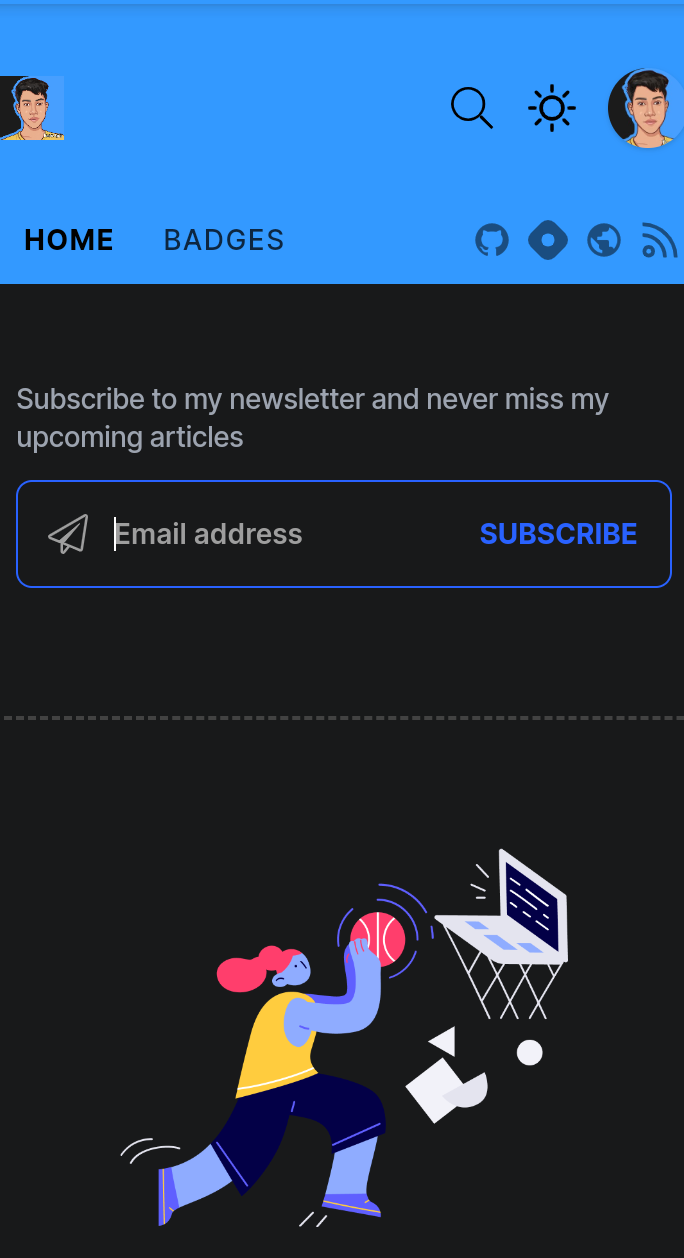 HOME BADGES
Subscribe to my newsletter and never miss my
upcoming articles
Email address SUBSCRIBE